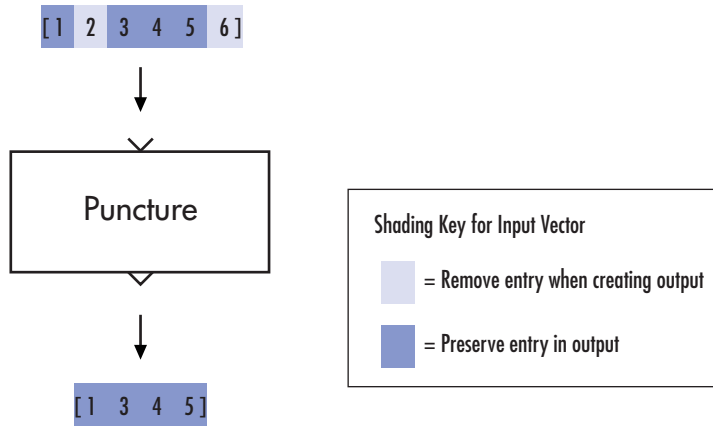 [ 1 2 3 4 5 6 ]
Puncture
[ 1 3 4 5 ]
Shading Key for Input Vector
= Remove entry when creating output
= Preserve entry in output